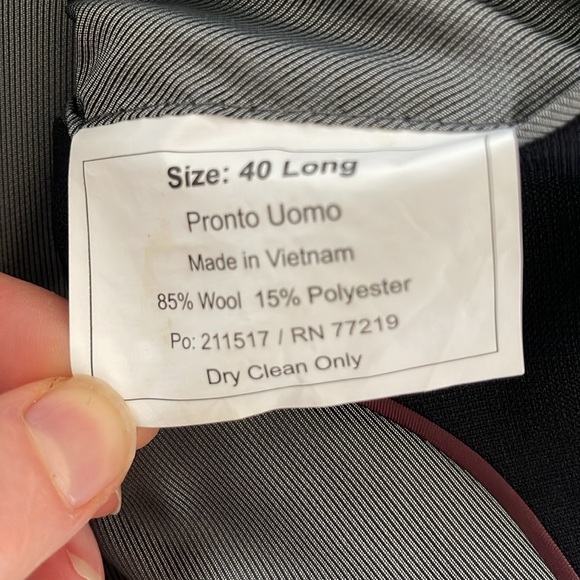 Size: 40 Long
Pronto Uomo
Made in Vietnam
85% Wool 15% Polyester
Po: 211517 / RN 77219
Dry Clean Only